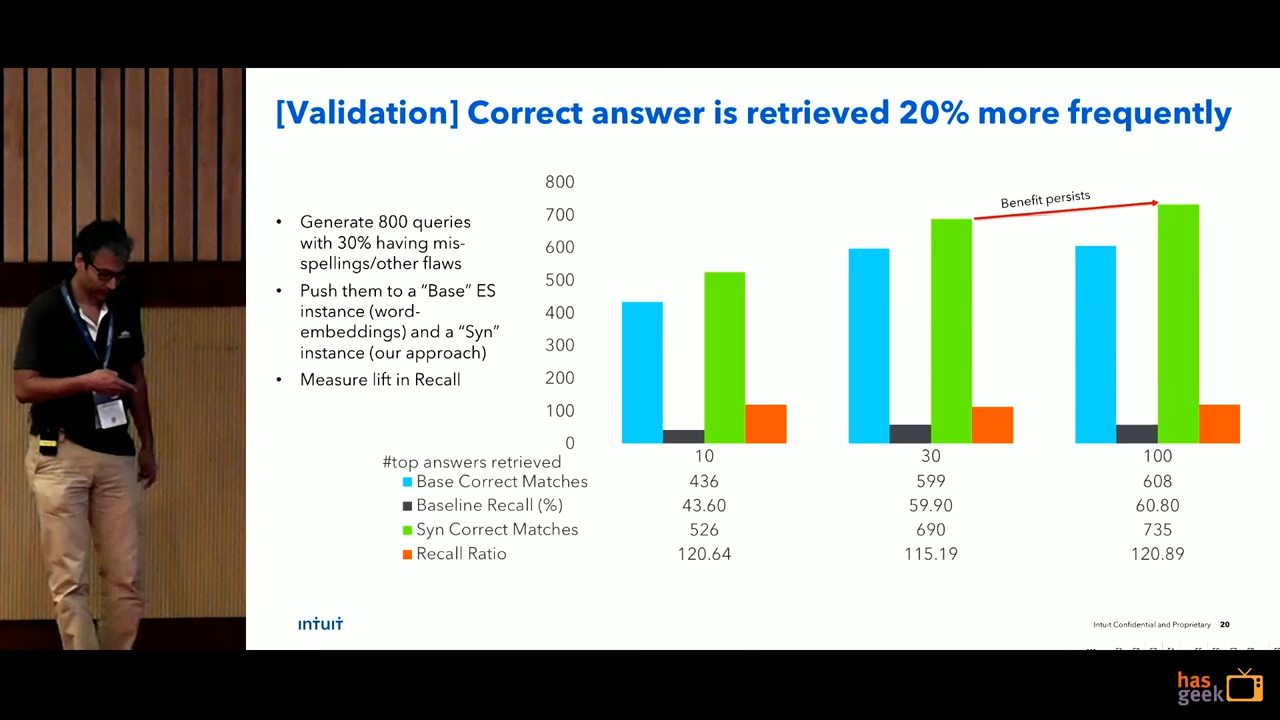 [Validation] Correct answer is retrieved 20% more frequently
• Generate 800 queries
with 30% having mis-
spellings/other flaws
• Push them to a “Base” ES
instance (word-
embeddings) and a “Syn”
instance (our approach)
• Measure lift in Recall
800
700
600
500
400
300
200
100
0
Benefit persists
#top answers retrieved 10 30 100
Base Correct Matches 436 599 608
Baseline Recall (%) 43.60 59.90 60.80
Syn Correct Matches 526 690 735
Recall Ratio 120.64 115.19 120.89
intuit
Intuit Confidential and Proprietary 20
has
geek